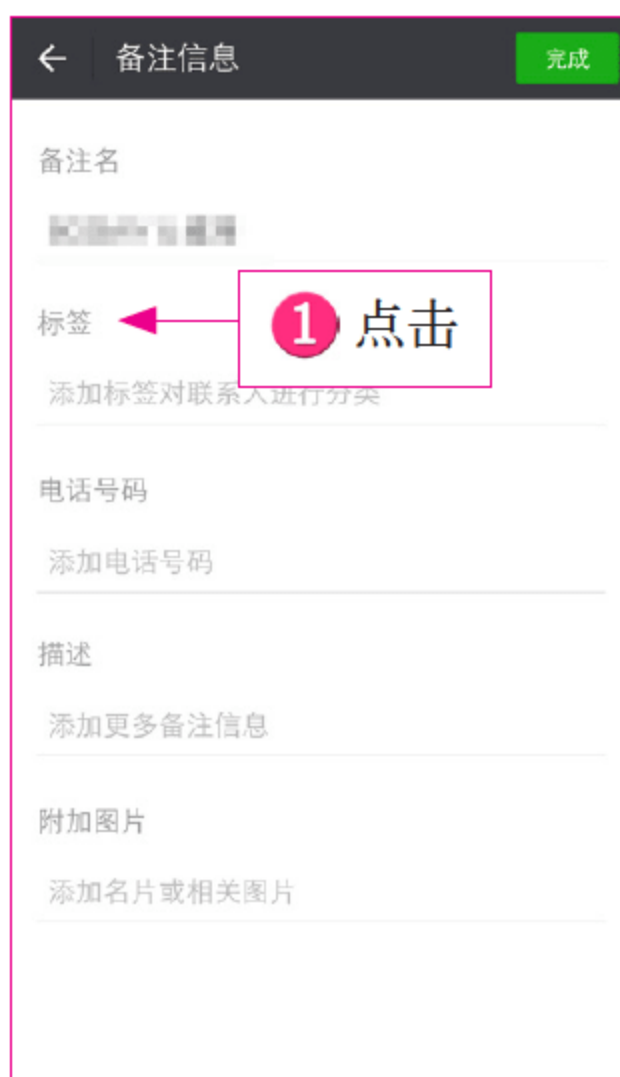 备注信息
完成
备注名
标签
1 点击
添加标签对联系人进行分类
电话号码
添加电话号码
描述
添加更多备注信息
附加图片
添加名片或相关图片